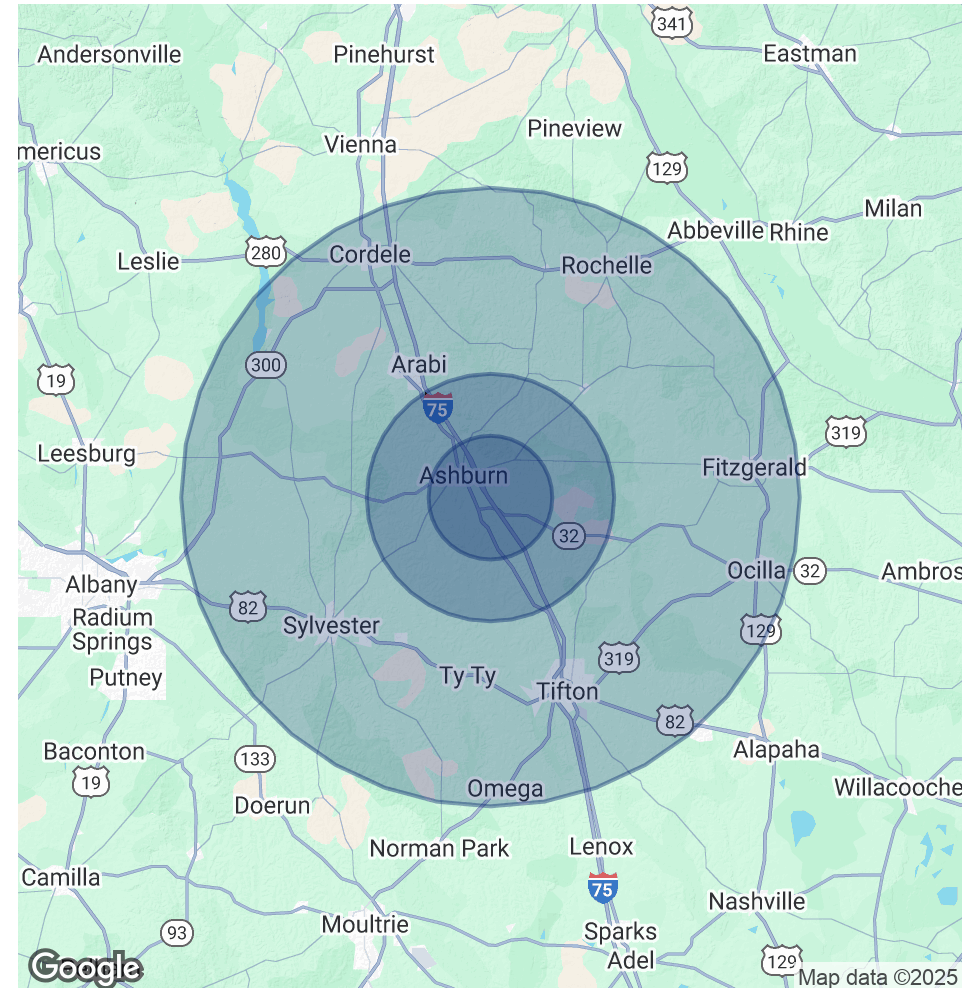 341
Andersonville
Pinehurst
Eastman
Pineview
Vienna
mericus
129
Milan
Abbeville
Rhine
280
Cordele
Leslie
Rochelle
300
Arabi
19
75
319
Leesburg
Ashburn
Fitzgerald
32
Ocilla
32
Ambros
Albany
82
Radium
Springs
Sylvester
129
319
Putney
Ty Ty
Tifton
82
Baconton
133
Alapaha
19
Omega
Willacooche
Doerun
Norman Park
Lenox
Camilla
75
Nashville
93
Moultrie
Sparks
Adel
129
Google
Map data ©2025